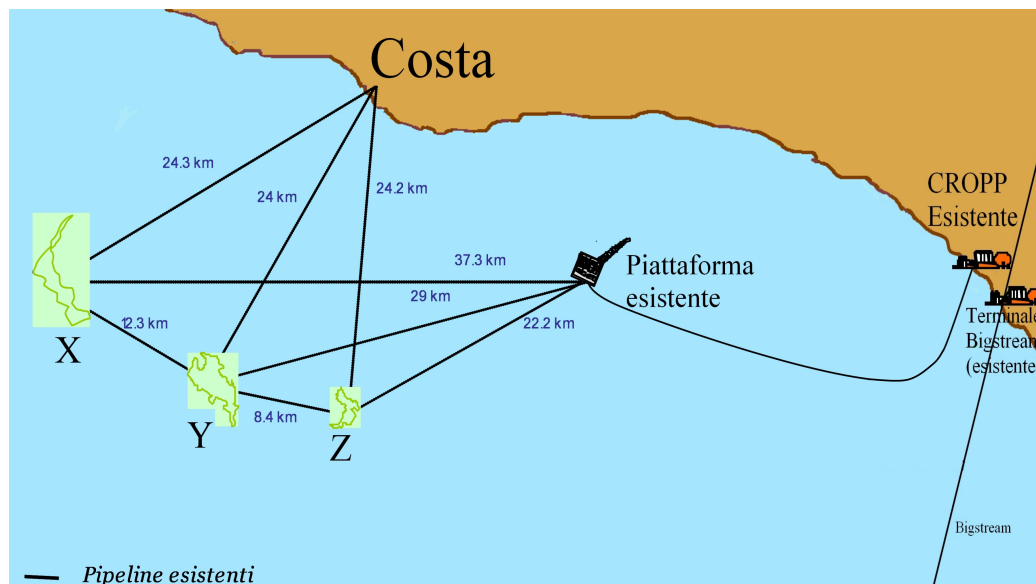 Costa
24.3 km
24 km
24.2 km
CROPP
Esistente
37.3 km
29 km
Piattaforma
esistente
22.2 km
12.3 km
X
Terminale
Bigstream
(esistente
8.4 km
Y
Z
Bigstream
Pipeline esistenti